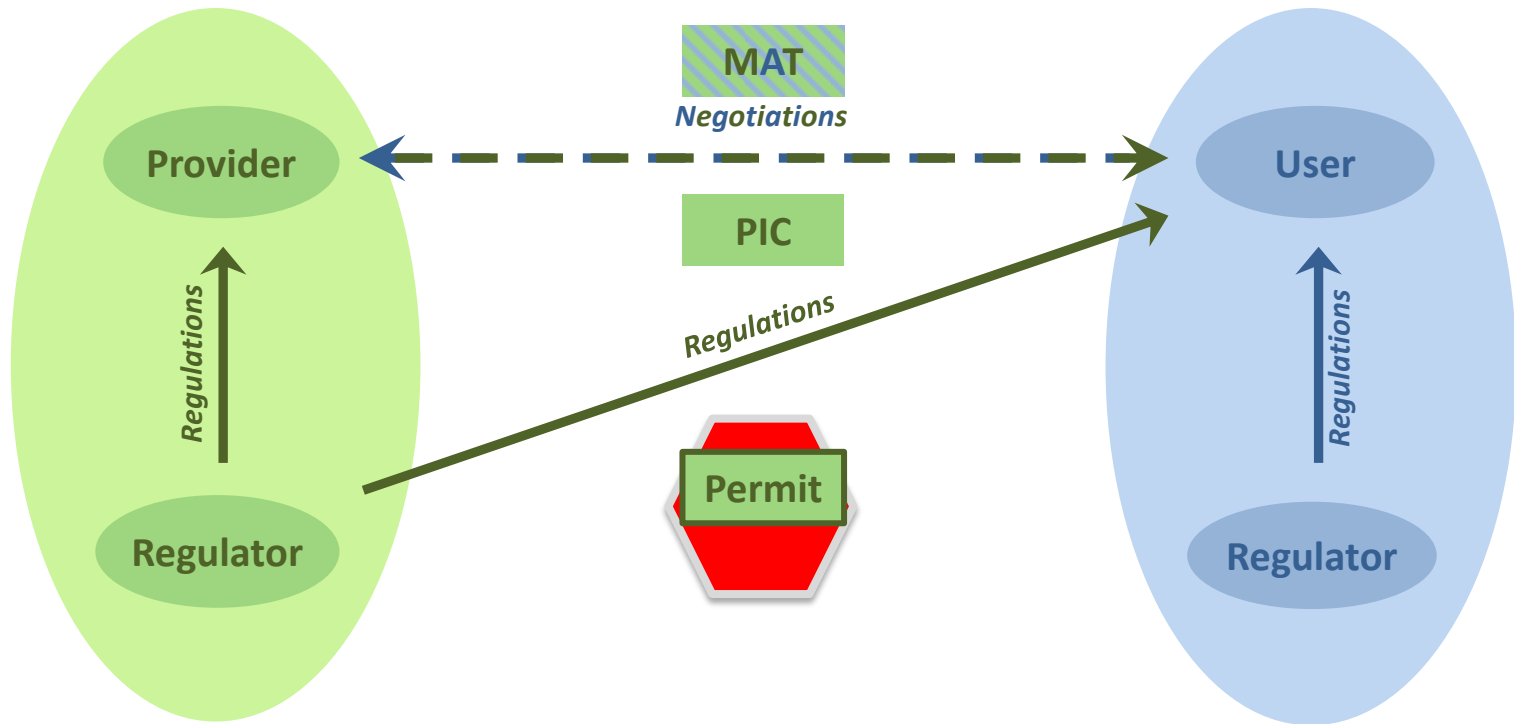 MAT
Negotiations
Provider
User
PIC
Regulations
Regulations
Regulations
Permit
Regulator
Regulator